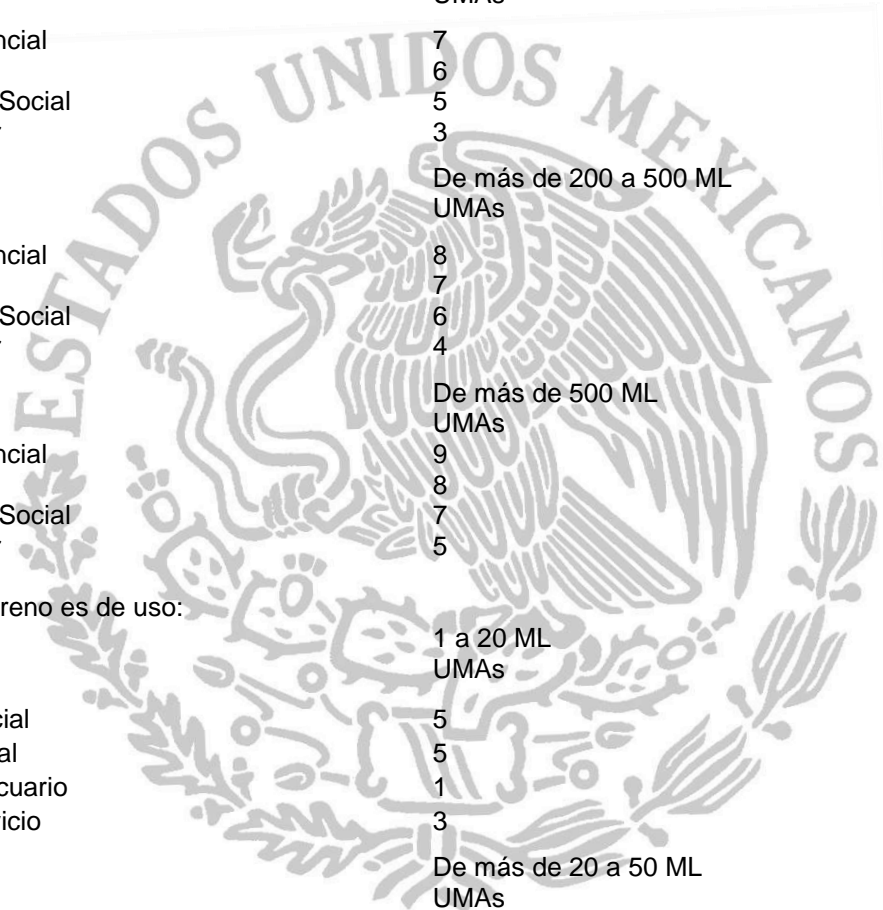 UMAs
ncial 7
6
Social 5
3
De más de 200 a 500 ML
UMAs
ncial 8
7
Social 6
4
De más de 500 ML
UMAs
ncial 9
8
Social 7
5
reno es de uso:
1 a 20 ML
UMAs
cial 5
al 5
cuario 1
vicio 3
De más de 20 a 50 ML
UMAs
ESTADOS UNIDOS MEXICANOS